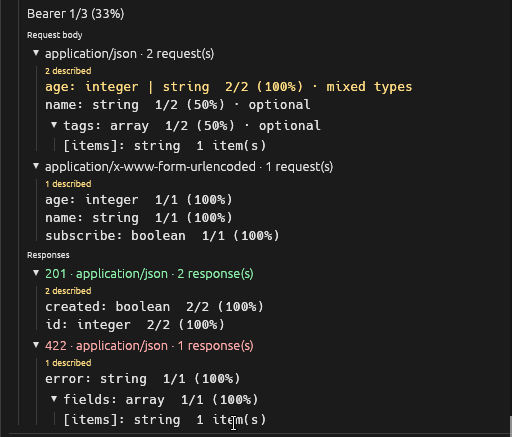 Bearer 1/3 (33%)
Request body
▼ application/json · 2 request(s)
2 described
age: integer | string  2/2 (100%) · mixed types
name: string  1/2 (50%) · optional
▼ tags: array  1/2 (50%) · optional
[items]: string  1 item(s)
▼ application/x-www-form-urlencoded · 1 request(s)
1 described
age: integer  1/1 (100%)
name: string  1/1 (100%)
subscribe: boolean  1/1 (100%)
Responses
▼ 201 · application/json · 2 response(s)
2 described
created: boolean  2/2 (100%)
id: integer  2/2 (100%)
▼ 422 · application/json · 1 response(s)
1 described
error: string  1/1 (100%)
▼ fields: array  1/1 (100%)
[items]: string  1 item(s)